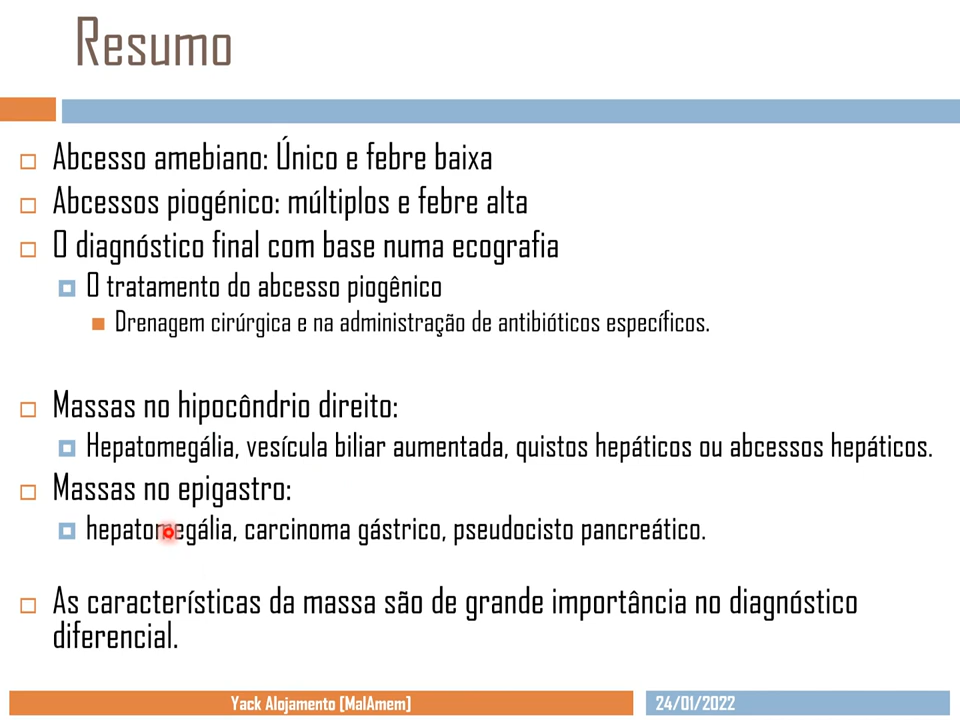 Resumo
Abcesso amebiano: Único e febre baixa
Abcessos piogénico: múltiplos e febre alta
O diagnóstico final com base numa ecografia
O tratamento do abcesso piogênico
Drenagem cirúrgica e na administração de antibióticos específicos.
Massas no hipocôndrio direito:
Hepatomegália, vesícula biliar aumentada, quistos hepáticos ou abcessos hepáticos.
Massas no epigastro:
hepatomegália, carcinoma gástrico, pseudocisto pancreático.
As características da massa são de grande importância no diagnóstico
diferencial.
Yack Alojamento [MalAmem]
24/01/2022